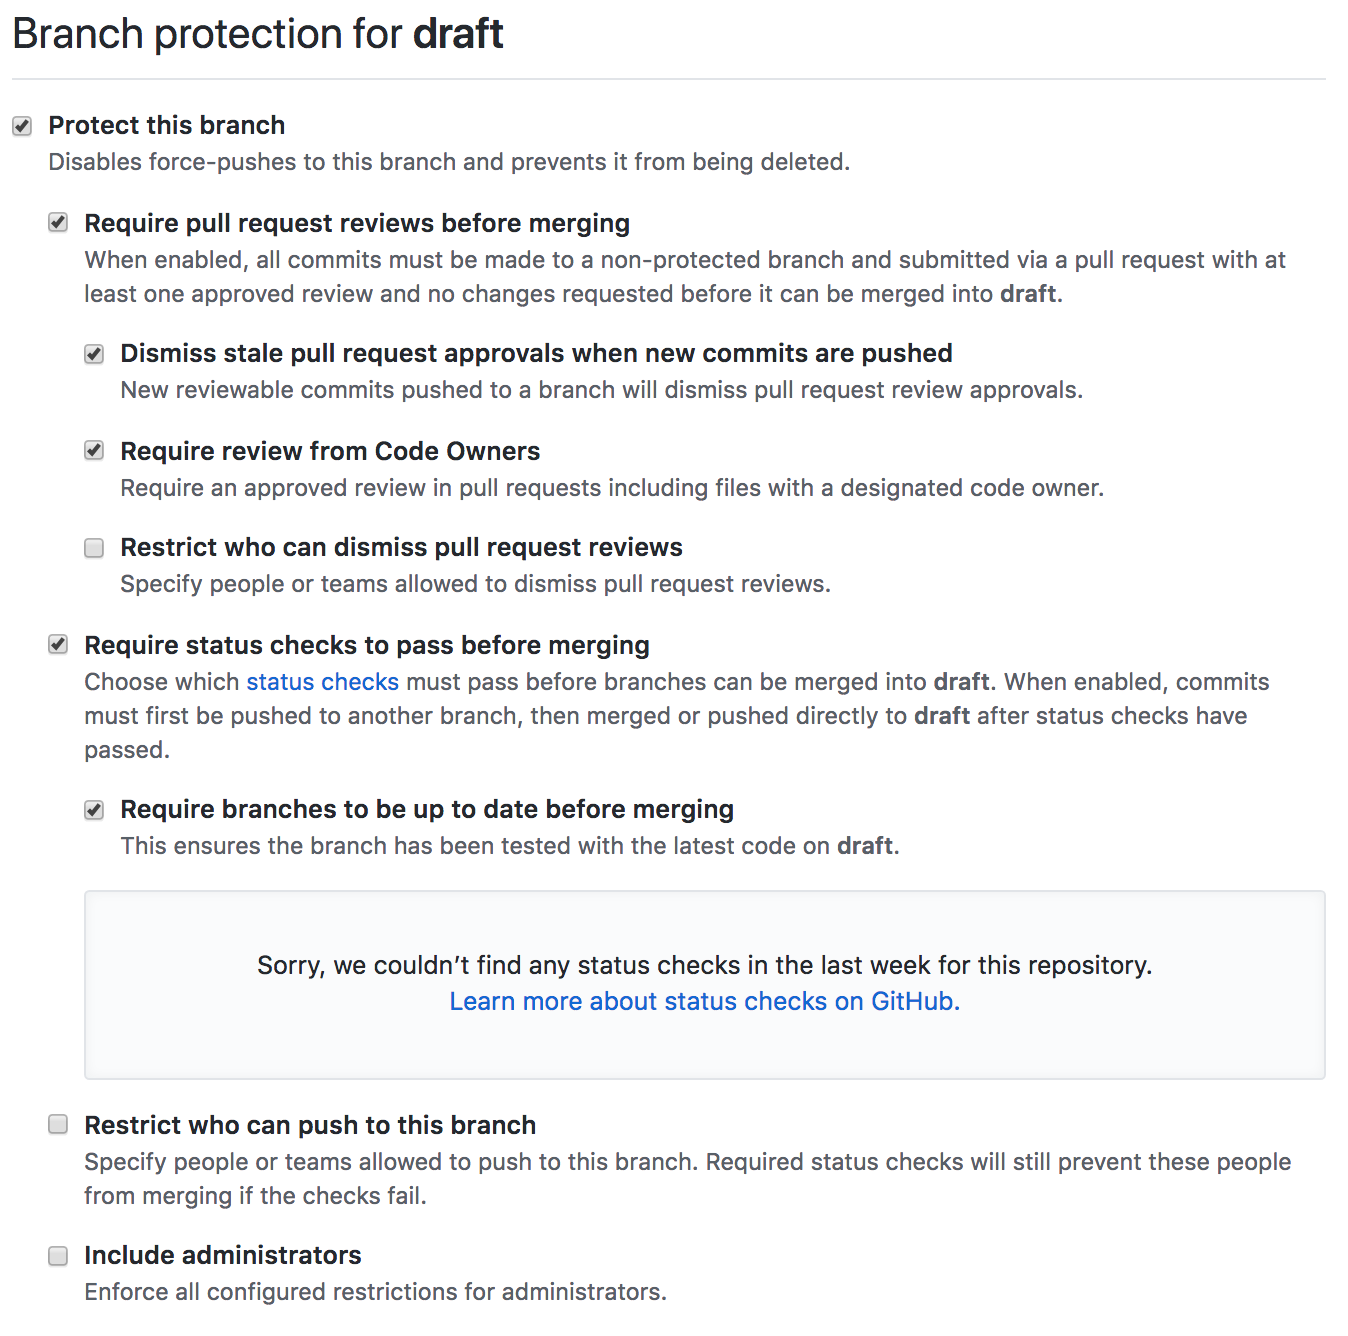 Branch protection for draft
Protect this branch
Disables force-pushes to this branch and prevents it from being deleted.
Require pull request reviews before merging
When enabled, all commits must be made to a non-protected branch and submitted via a pull request with at
least one approved review and no changes requested before it can be merged into draft.
Dismiss stale pull request approvals when new commits are pushed
New reviewable commits pushed to a branch will dismiss pull request review approvals.
Require review from Code Owners
Require an approved review in pull requests including files with a designated code owner.
Restrict who can dismiss pull request reviews
Specify people or teams allowed to dismiss pull request reviews.
Require status checks to pass before merging
Choose which status checks must pass before branches can be merged into draft. When enabled, commits
must first be pushed to another branch, then merged or pushed directly to draft after status checks have
passed.
Require branches to be up to date before merging
This ensures the branch has been tested with the latest code on draft.
Sorry, we couldn’t find any status checks in the last week for this repository.
Learn more about status checks on GitHub.
Restrict who can push to this branch
Specify people or teams allowed to push to this branch. Required status checks will still prevent these people
from merging if the checks fail.
Include administrators
Enforce all configured restrictions for administrators.